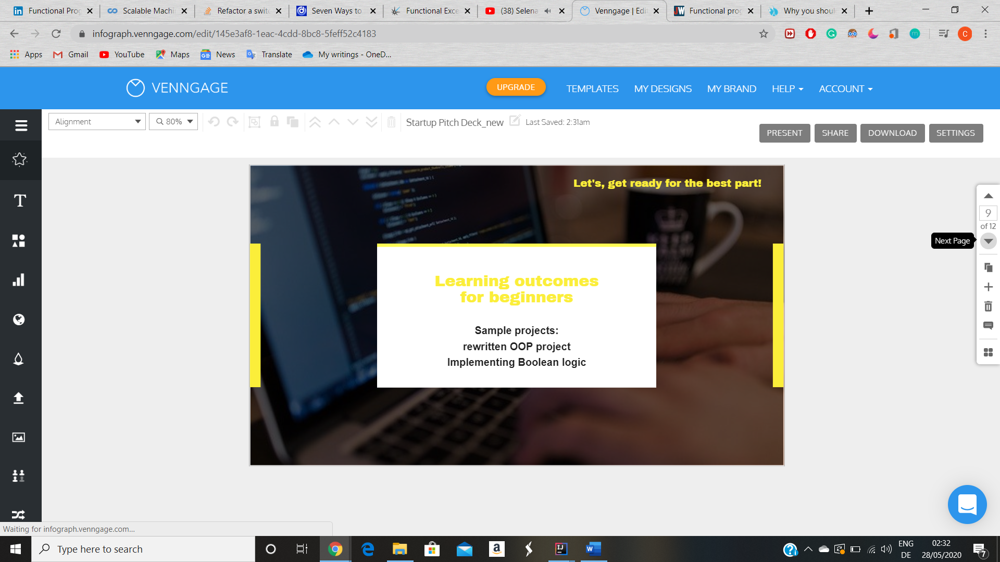 Functional Prog
Scalable Machi
Refactor a swit
Seven Ways to
Functional Exce
(38) Selena
Venngage | Edi
Functional prog
Why you shoul
infograph.venngage.com/edit/145e3af8-1eac-4cdd-8bc8-5feff52c4183
C
Apps
Gmail
YouTube
Maps
News
Translate
My writings - OneD...
VENNGAGE
UPGRADE
TEMPLATES
MY DESIGNS
MY BRAND
HELP
ACCOUNT
Alignment
80%
Startup Pitch Deck_new
Last Saved: 2:31am
PRESENT
SHARE
DOWNLOAD
SETTINGS
Let's, get ready for the best part!
9
of 12
Next Page
Learning outcomes
for beginners
Sample projects:
rewritten OOP project
Implementing Boolean logic
Waiting for infograph.venngage.com...
Type here to search
ENG
DE
02:32
28/05/2020
7